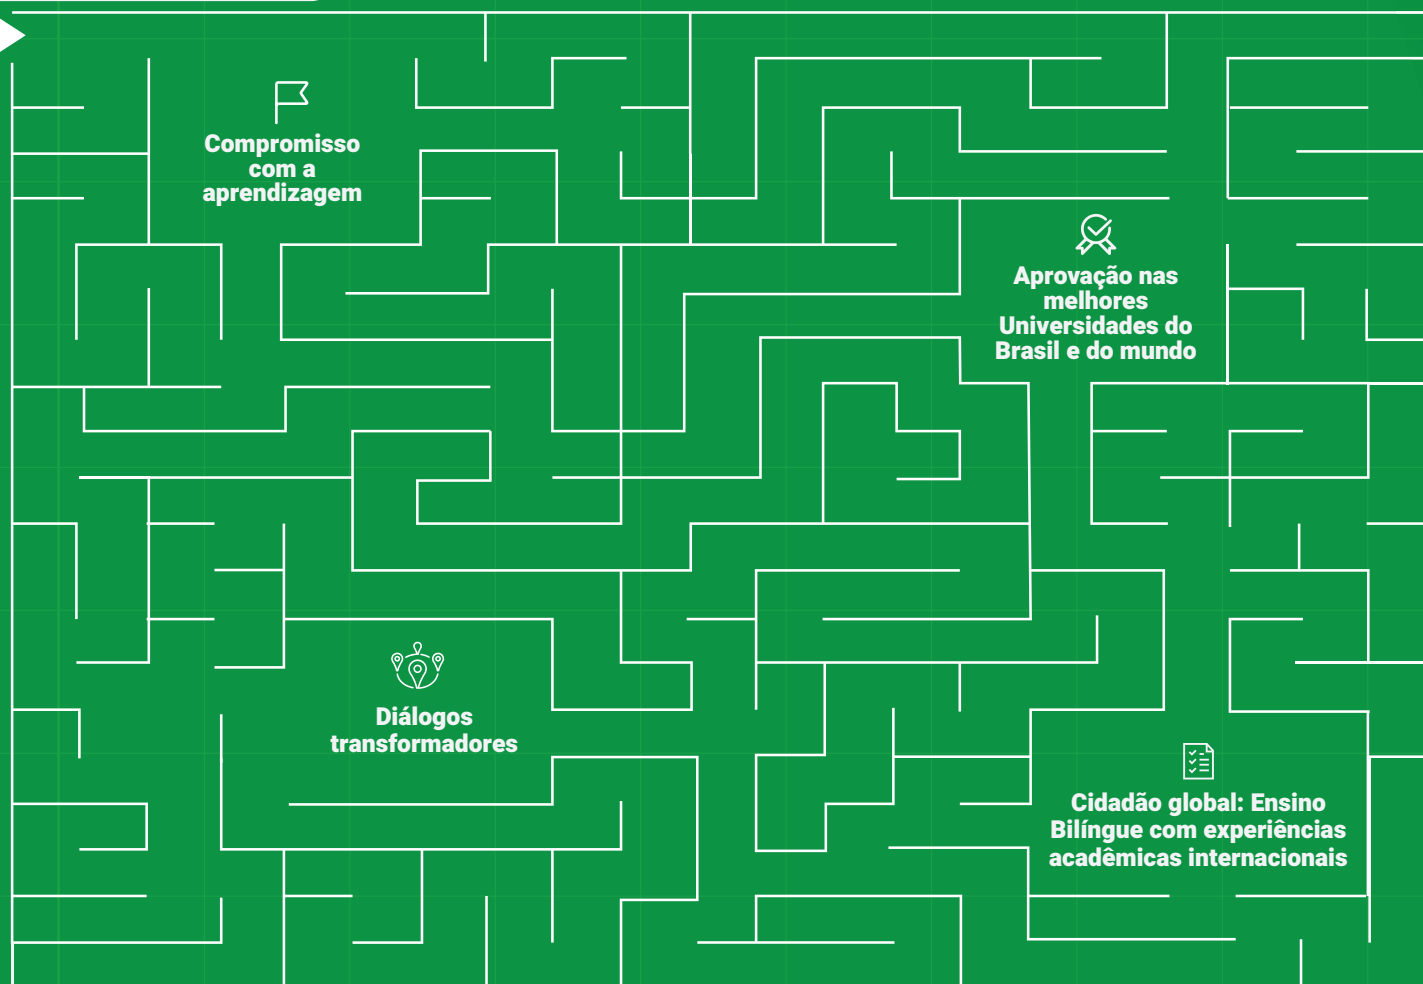 Compromisso
com a
aprendizagem
Aprovação nas
melhores
Universidades do
Brasil e do mundo
Diálogos
transformadores
Cidadão global: Ensino
Bilíngue com experiências
acadêmicas internacionais